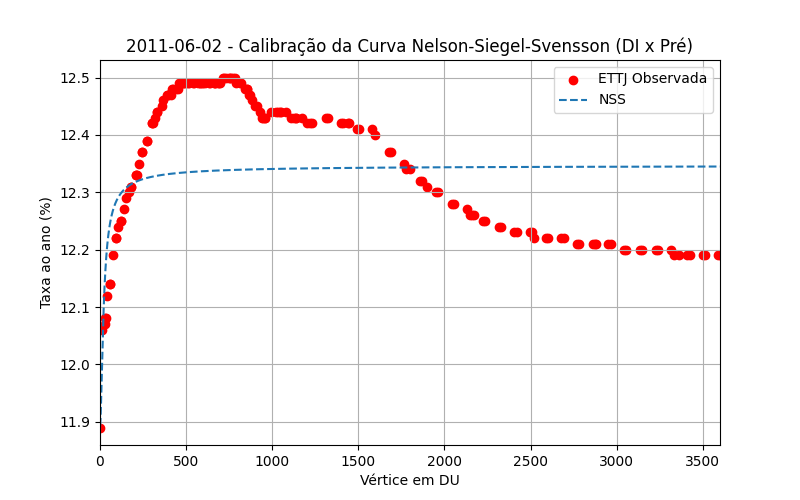 2011-06-02 - Calibração da Curva Nelson-Siegel-Svensson (DI x Pré)
ETTJ Observada
NSS
Taxa ao ano (%)
12.5
12.4
12.3
12.2
12.1
12.0
11.9
0 500 1000 1500 2000 2500 3000 3500
Vértice em DU